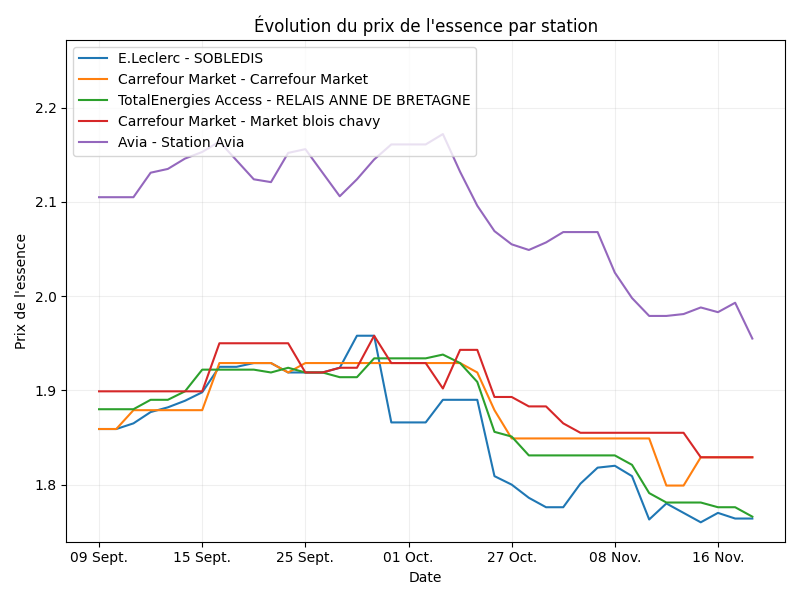 Évolution du prix de l'essence par station
E.Leclerc - SOBLEDIS
Carrefour Market - Carrefour Market
TotalEnergies Access - RELAIS ANNE DE BRETAGNE
Carrefour Market - Market blois chavy
Avia - Station Avia
Prix de l'essence
2.2
2.1
2.0
1.9
1.8
09 Sept. 15 Sept. 25 Sept. 01 Oct. 27 Oct. 08 Nov. 16 Nov.
Date